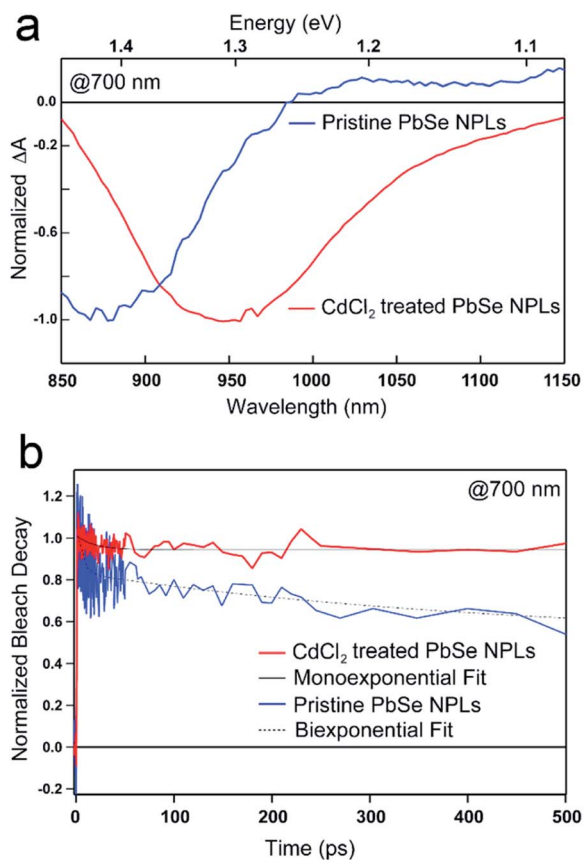 a
Energy (eV)
1.4 1.3 1.2 1.1
@700 nm
0.0
-0.2
-0.6
-1.0
Normalized ΔA
Pristine PbSe NPLs
CdCl₂ treated PbSe NPLs
850 900 950 1000 1050 1100 1150
Wavelength (nm)
b
@700 nm
1.2
1.0
0.8
0.6
0.4
0.2
0.0
-0.2
Normalized Bleach Decay
CdCl₂ treated PbSe NPLs
Monoexponential Fit
Pristine PbSe NPLs
Biexponential Fit
0 100 200 300 400 500
Time (ps)